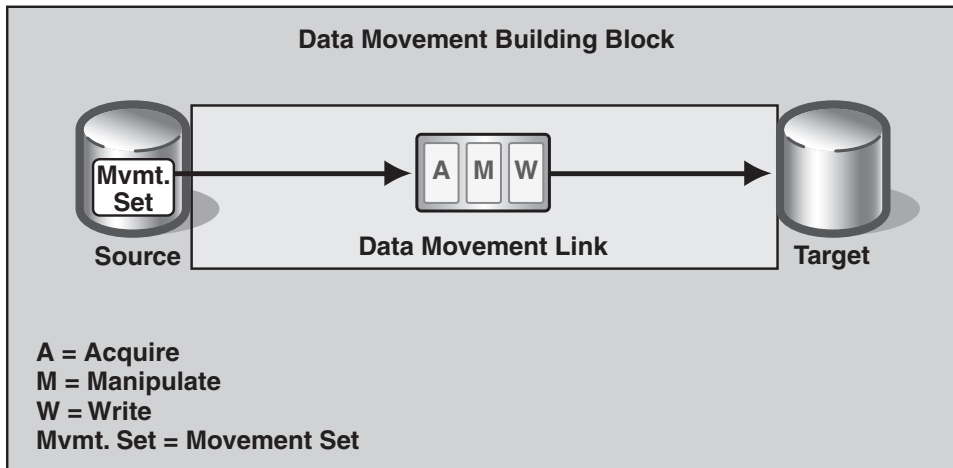 Data Movement Building Block
Mvmt.
Set
A M W
Data Movement Link
Source
Target
A = Acquire
M = Manipulate
W = Write
Mvmt. Set = Movement Set